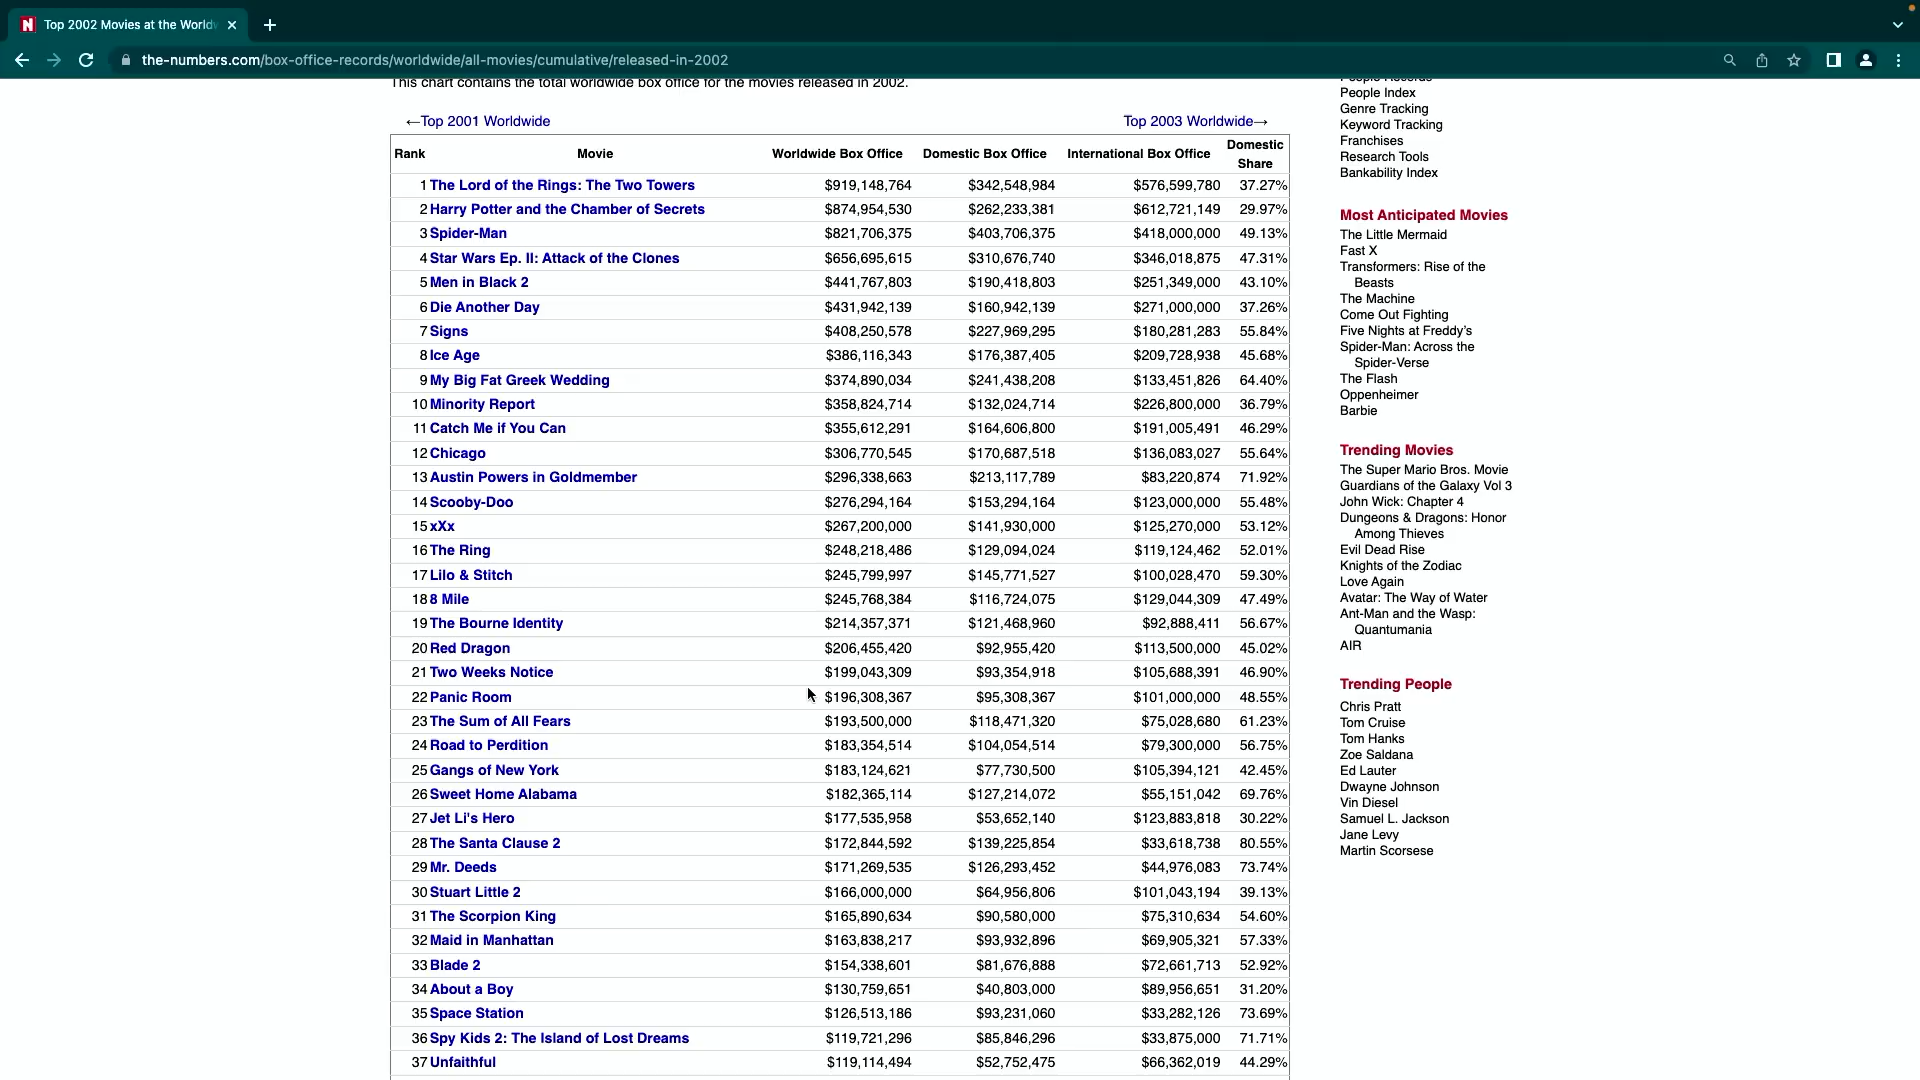 Top 2002 Movies at the Worldw
the-numbers.com/box-office-records/worldwide/all-movies/cumulative/released-in-2002
This chart contains the total worldwide box office for the movies released in 2002.
←Top 2001 Worldwide Top 2003 Worldwide→
Rank Movie Worldwide Box Office Domestic Box Office International Box Office Domestic Share
1 The Lord of the Rings: The Two Towers $919,148,764 $342,548,984 $576,599,780 37.27%
2 Harry Potter and the Chamber of Secrets $874,954,530 $262,233,381 $612,721,149 29.97%
3 Spider-Man $821,706,375 $403,706,375 $418,000,000 49.13%
4 Star Wars Ep. II: Attack of the Clones $656,695,615 $310,676,740 $346,018,875 47.31%
5 Men in Black 2 $441,767,803 $190,418,803 $251,349,000 43.10%
6 Die Another Day $431,942,139 $160,942,139 $271,000,000 37.26%
7 Signs $408,250,578 $227,969,295 $180,281,283 55.84%
8 Ice Age $386,116,343 $176,387,405 $209,728,938 45.68%
9 My Big Fat Greek Wedding $374,890,034 $241,438,208 $133,451,826 64.40%
10 Minority Report $358,824,714 $132,024,714 $226,800,000 36.79%
11 Catch Me if You Can $355,612,291 $164,606,800 $191,005,491 46.29%
12 Chicago $306,770,545 $170,687,518 $136,083,027 55.64%
13 Austin Powers in Goldmember $296,338,663 $213,117,789 $83,220,874 71.92%
14 Scooby-Doo $276,294,164 $153,294,164 $123,000,000 55.48%
15 xXx $267,200,000 $141,930,000 $125,270,000 53.12%
16 The Ring $248,218,486 $129,094,024 $119,124,462 52.01%
17 Lilo & Stitch $245,799,997 $145,771,527 $100,028,470 59.30%
18 8 Mile $245,768,384 $116,724,075 $129,044,309 47.49%
19 The Bourne Identity $214,357,371 $121,468,960 $92,888,411 56.67%
20 Red Dragon $206,455,420 $92,955,420 $113,500,000 45.02%
21 Two Weeks Notice $199,043,309 $93,354,918 $105,688,391 46.90%
22 Panic Room $196,308,367 $95,308,367 $101,000,000 48.55%
23 The Sum of All Fears $193,500,000 $118,471,320 $75,028,680 61.23%
24 Road to Perdition $183,354,514 $104,054,514 $79,300,000 56.75%
25 Gangs of New York $183,124,621 $77,730,500 $105,394,121 42.45%
26 Sweet Home Alabama $182,365,114 $127,214,072 $55,151,042 69.76%
27 Jet Li's Hero $177,535,958 $53,652,140 $123,883,818 30.22%
28 The Santa Clause 2 $172,844,592 $139,225,854 $33,618,738 80.55%
29 Mr. Deeds $171,269,535 $126,293,452 $44,976,083 73.74%
30 Stuart Little 2 $166,000,000 $64,956,806 $101,043,194 39.13%
31 The Scorpion King $165,890,634 $90,580,000 $75,310,634 54.60%
32 Maid in Manhattan $163,838,217 $93,932,896 $69,905,321 57.33%
33 Blade 2 $154,338,601 $81,676,888 $72,661,713 52.92%
34 About a Boy $130,759,651 $40,803,000 $89,956,651 31.20%
35 Space Station $126,513,186 $93,231,060 $33,282,126 73.69%
36 Spy Kids 2: The Island of Lost Dreams $119,721,296 $85,846,296 $33,875,000 71.71%
37 Unfaithful $119,114,494 $52,752,475 $66,362,019 44.29%
People Records
People Index
Genre Tracking
Keyword Tracking
Franchises
Research Tools
Bankability Index
Most Anticipated Movies
The Little Mermaid
Fast X
Transformers: Rise of the
Beasts
The Machine
Come Out Fighting
Five Nights at Freddy's
Spider-Man: Across the
Spider-Verse
The Flash
Oppenheimer
Barbie
Trending Movies
The Super Mario Bros. Movie
Guardians of the Galaxy Vol 3
John Wick: Chapter 4
Dungeons & Dragons: Honor
Among Thieves
Evil Dead Rise
Knights of the Zodiac
Love Again
Avatar: The Way of Water
Ant-Man and the Wasp:
Quantumania
AIR
Trending People
Chris Pratt
Tom Cruise
Tom Hanks
Zoe Saldana
Ed Lauter
Dwayne Johnson
Vin Diesel
Samuel L. Jackson
Jane Levy
Martin Scorsese